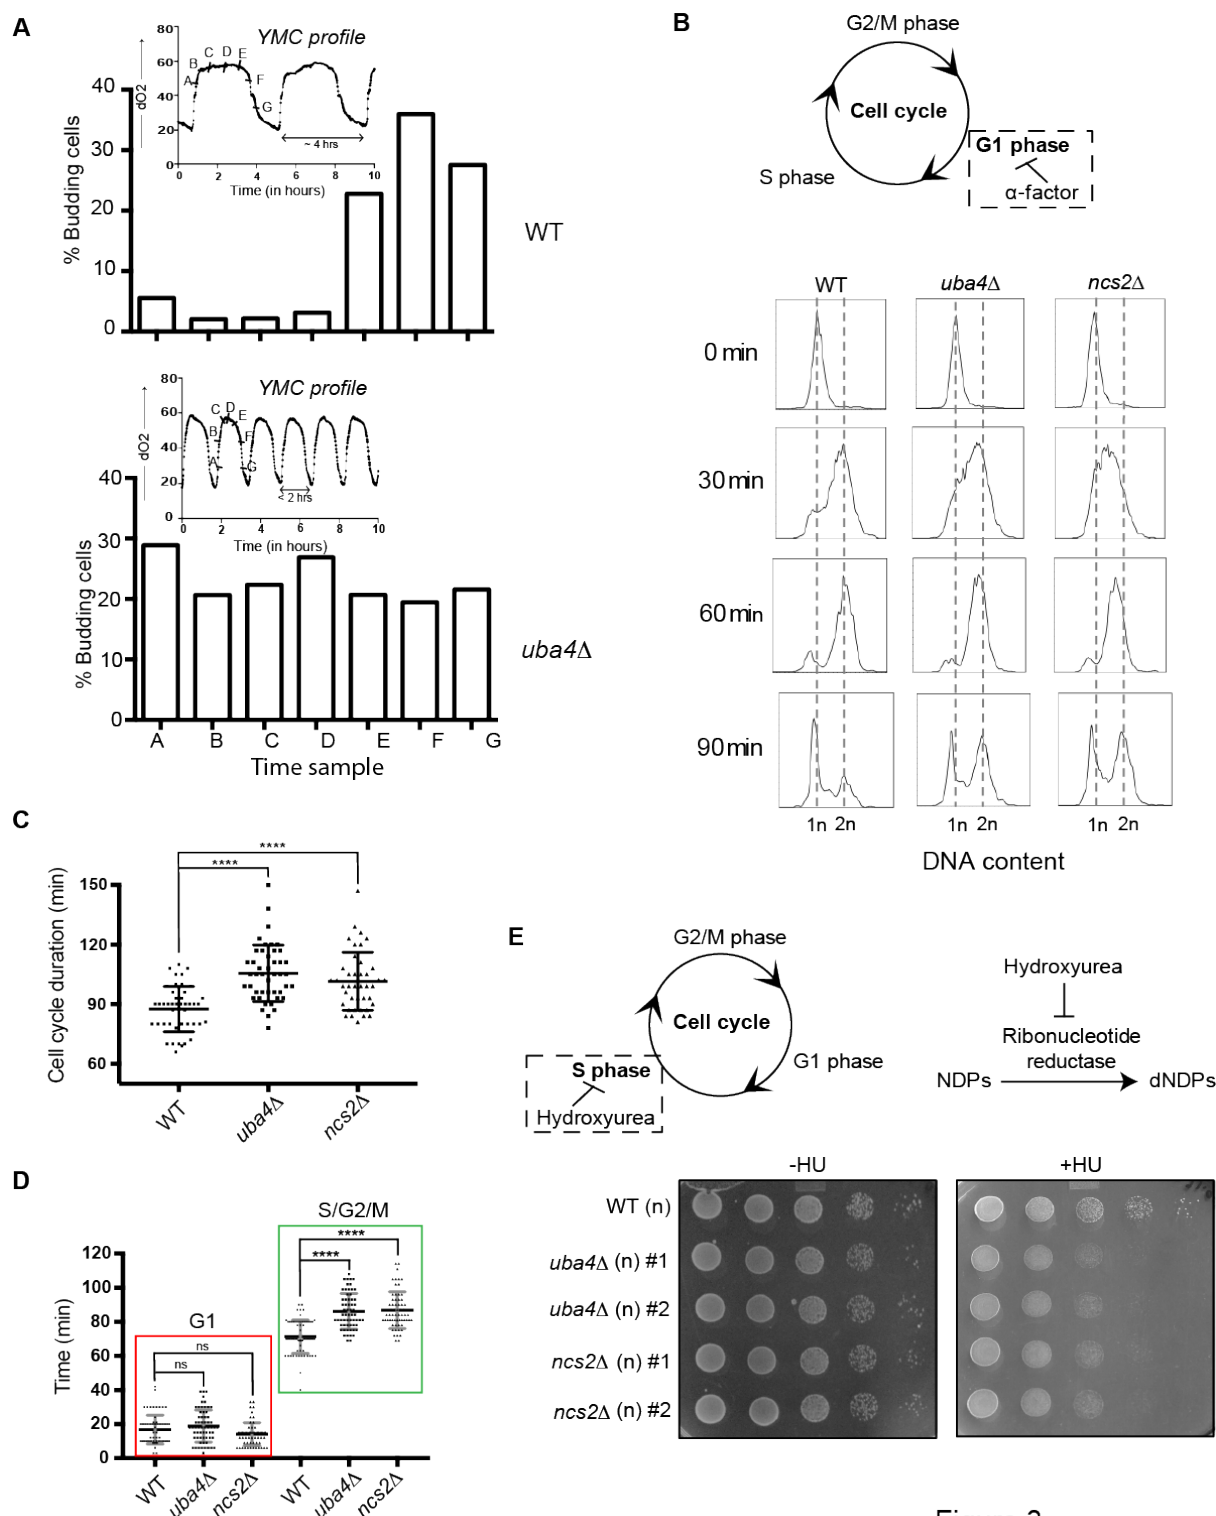 A
YMC profile
80
60
40
20
0
dO2
A
B
C
D
E
F
G
~ 4 hrs
0 2 4 6 8 10
Time (in hours)
40
30
20
10
0
% Budding cells
WT
YMC profile
80
60
40
20
0
dO2
A
B
C
D
E
F
G
< 2 hrs
0 2 4 6 8 10
Time (in hours)
40
30
20
10
0
% Budding cells
uba4Δ
A B C D E F G
Time sample
B
G2/M phase
Cell cycle
G1 phase
α-factor
S phase
WT uba4Δ ncs2Δ
0 min
30 min
60 min
90 min
1n 2n 1n 2n 1n 2n
DNA content
C
****
****
150
120
90
60
Cell cycle duration (min)
WT uba4Δ ncs2Δ
D
S/G2/M
****
****
G1
ns
ns
120
100
80
60
40
20
0
Time (min)
WT uba4Δ ncs2Δ WT uba4Δ ncs2Δ
E
G2/M phase
Cell cycle
G1 phase
S phase
Hydroxyurea
Hydroxyurea
Ribonucleotide
reductase
NDPs dNDPs
-HU +HU
WT (n)
uba4Δ (n) #1
uba4Δ (n) #2
ncs2Δ (n) #1
ncs2Δ (n) #2